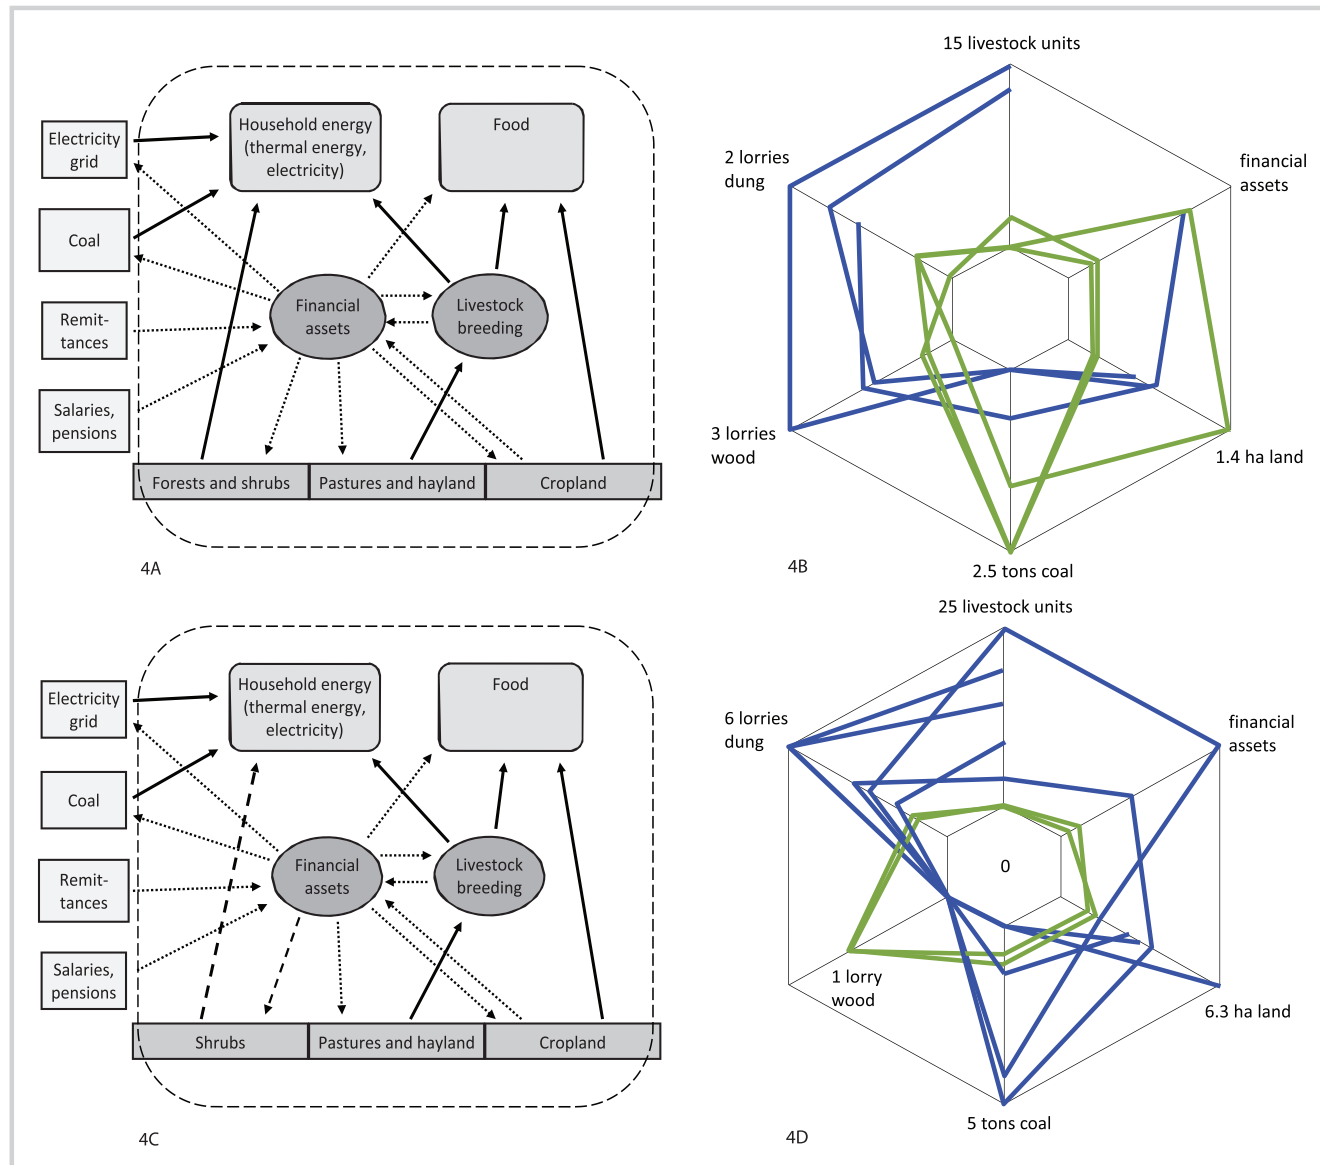 Electricity
grid
Coal
Remit-
tances
Salaries,
pensions
Household energy
(thermal energy,
electricity)
Food
Financial
assets
Livestock
breeding
Forests and shrubs
Pastures and hayland
Cropland
4A
15 livestock units
2 lorries
dung
financial
assets
3 lorries
wood
1.4 ha land
2.5 tons coal
4B
Electricity
grid
Coal
Remit-
tances
Salaries,
pensions
Household energy
(thermal energy,
electricity)
Food
Financial
assets
Livestock
breeding
Shrubs
Pastures and hayland
Cropland
4C
25 livestock units
6 lorries
dung
financial
assets
0
1 lorry
wood
6.3 ha land
5 tons coal
4D